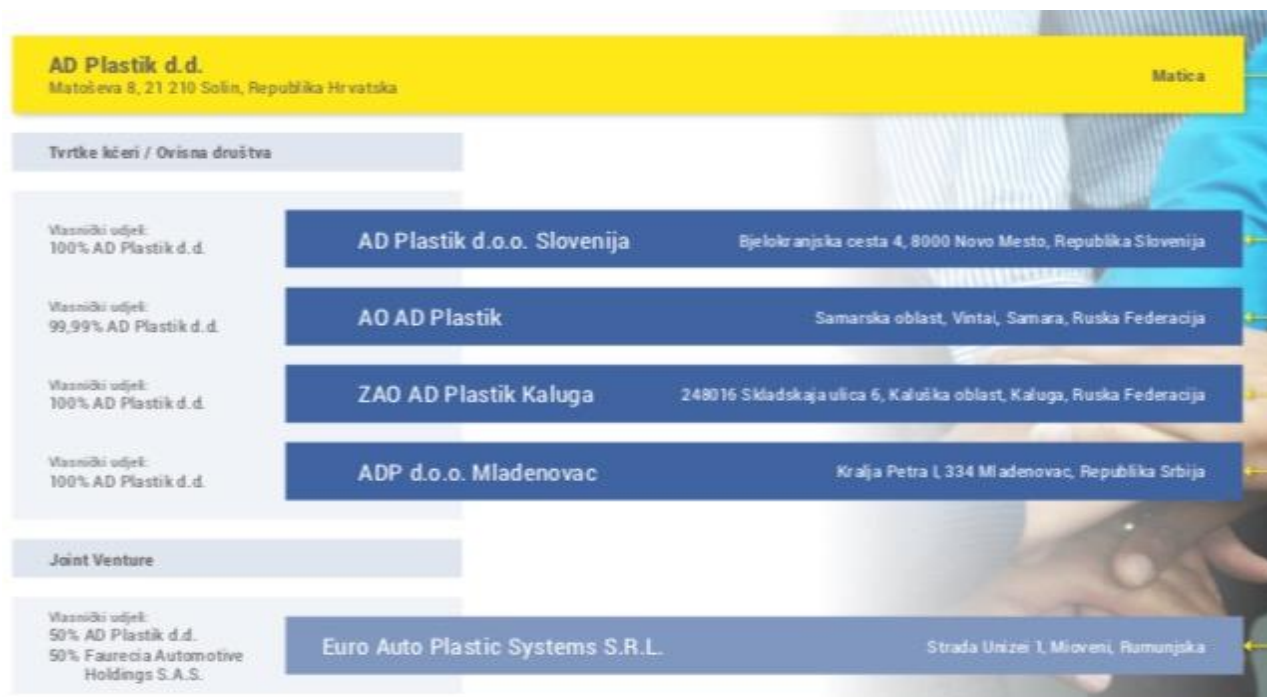 AD Plastik d.d.
Matoševa 8, 21 210 Solin, Republika Hrvatska
Matica
Tvrtke kćeri / Ovisna društva
Vlasnički udjel:
100% AD Plastik d.d.
AD Plastik d.o.o. Slovenija
Bjelokranjska cesta 4, 8000 Novo Mesto, Republika Slovenija
Vlasnički udjel:
99,99% AD Plastik d.d.
AO AD Plastik
Samarska oblast, Vintai, Samara, Ruska Federacija
Vlasnički udjel:
100% AD Plastik d.d.
ZAO AD Plastik Kaluga
248016 Skladskaja ulica 6, Kaluška oblast, Kaluga, Ruska Federacija
Vlasnički udjel:
100% AD Plastik d.d.
ADP d.o.o. Mladenovac
Kralja Petra I, 334 Mladenovac, Republika Srbija
Joint Venture
Vlasnički udjel:
50% AD Plastik d.d.
50% Faurecia Automotive
Holdings S.A.S.
Euro Auto Plastic Systems S.R.L.
Strada Unizei 1, Mioveni, Rumunjska